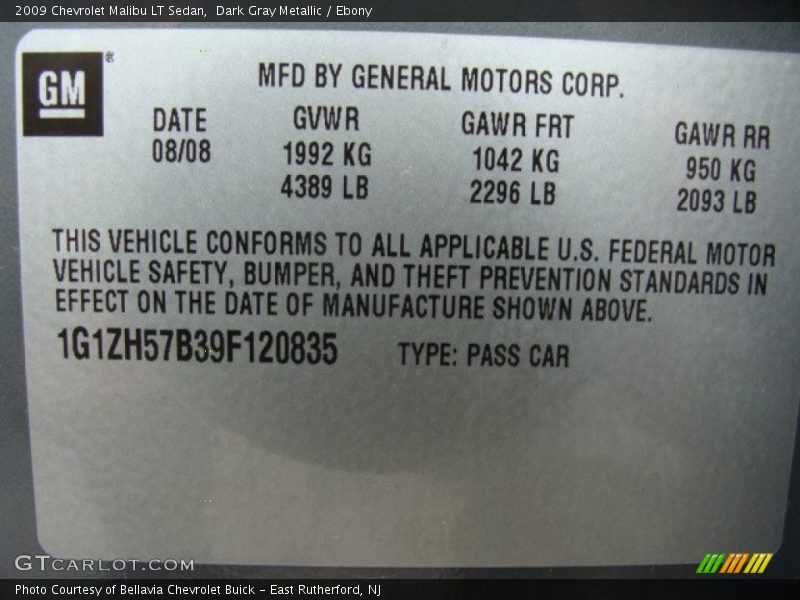 2009 Chevrolet Malibu LT Sedan, Dark Gray Metallic / Ebony
GM®
MFD BY GENERAL MOTORS CORP.
DATE GVWR GAWR FRT GAWR RR
08/08 1992 KG 1042 KG 950 KG
4389 LB 2296 LB 2093 LB
THIS VEHICLE CONFORMS TO ALL APPLICABLE U.S. FEDERAL MOTOR
VEHICLE SAFETY, BUMPER, AND THEFT PREVENTION STANDARDS IN
EFFECT ON THE DATE OF MANUFACTURE SHOWN ABOVE.
1G1ZH57B39F120835 TYPE: PASS CAR
GTCARLOT.COM
Photo Courtesy of Bellavia Chevrolet Buick - East Rutherford, NJ